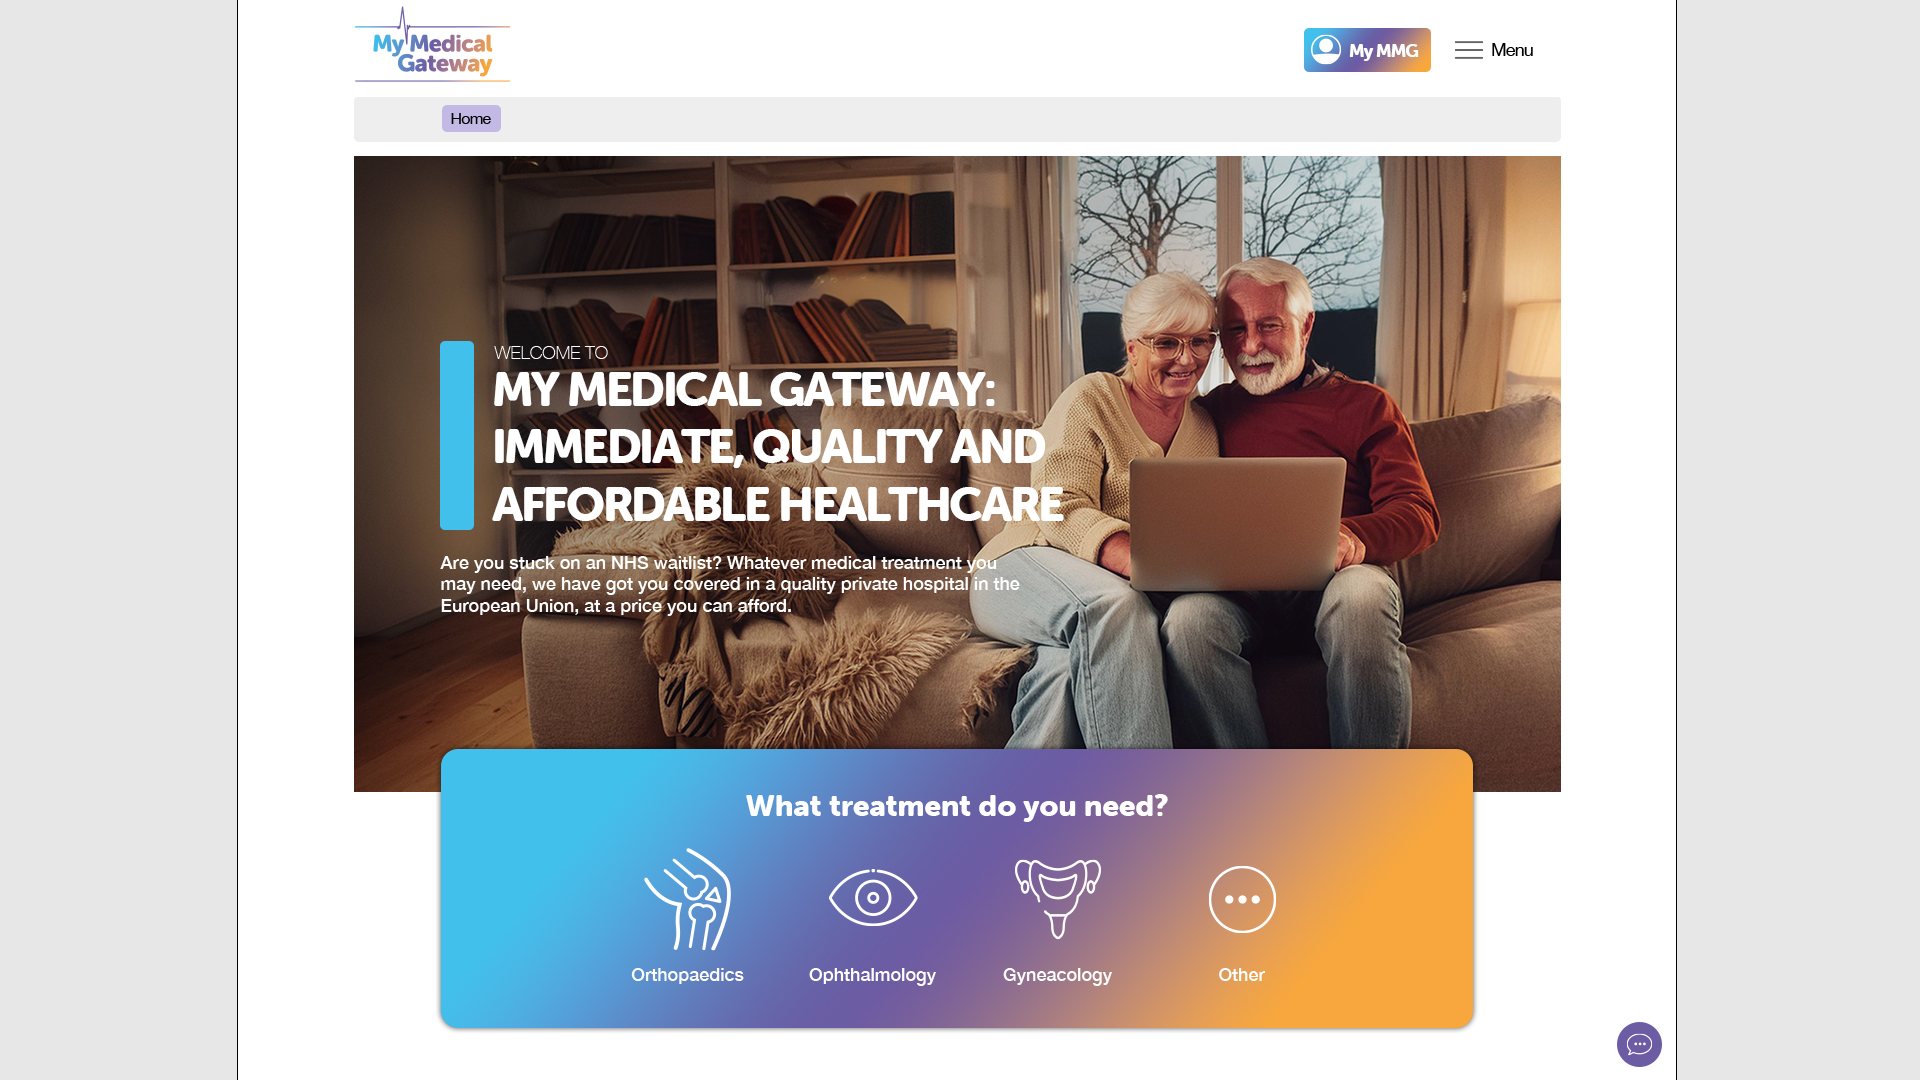 My Medical
Gateway
My MMG
Menu
Home
WELCOME TO
MY MEDICAL GATEWAY:
IMMEDIATE, QUALITY AND
AFFORDABLE HEALTHCARE
Are you stuck on an NHS waitlist? Whatever medical treatment you
may need, we have got you covered in a quality private hospital in the
European Union, at a price you can afford.
What treatment do you need?
Orthopaedics
Ophthalmology
Gyneacology
Other